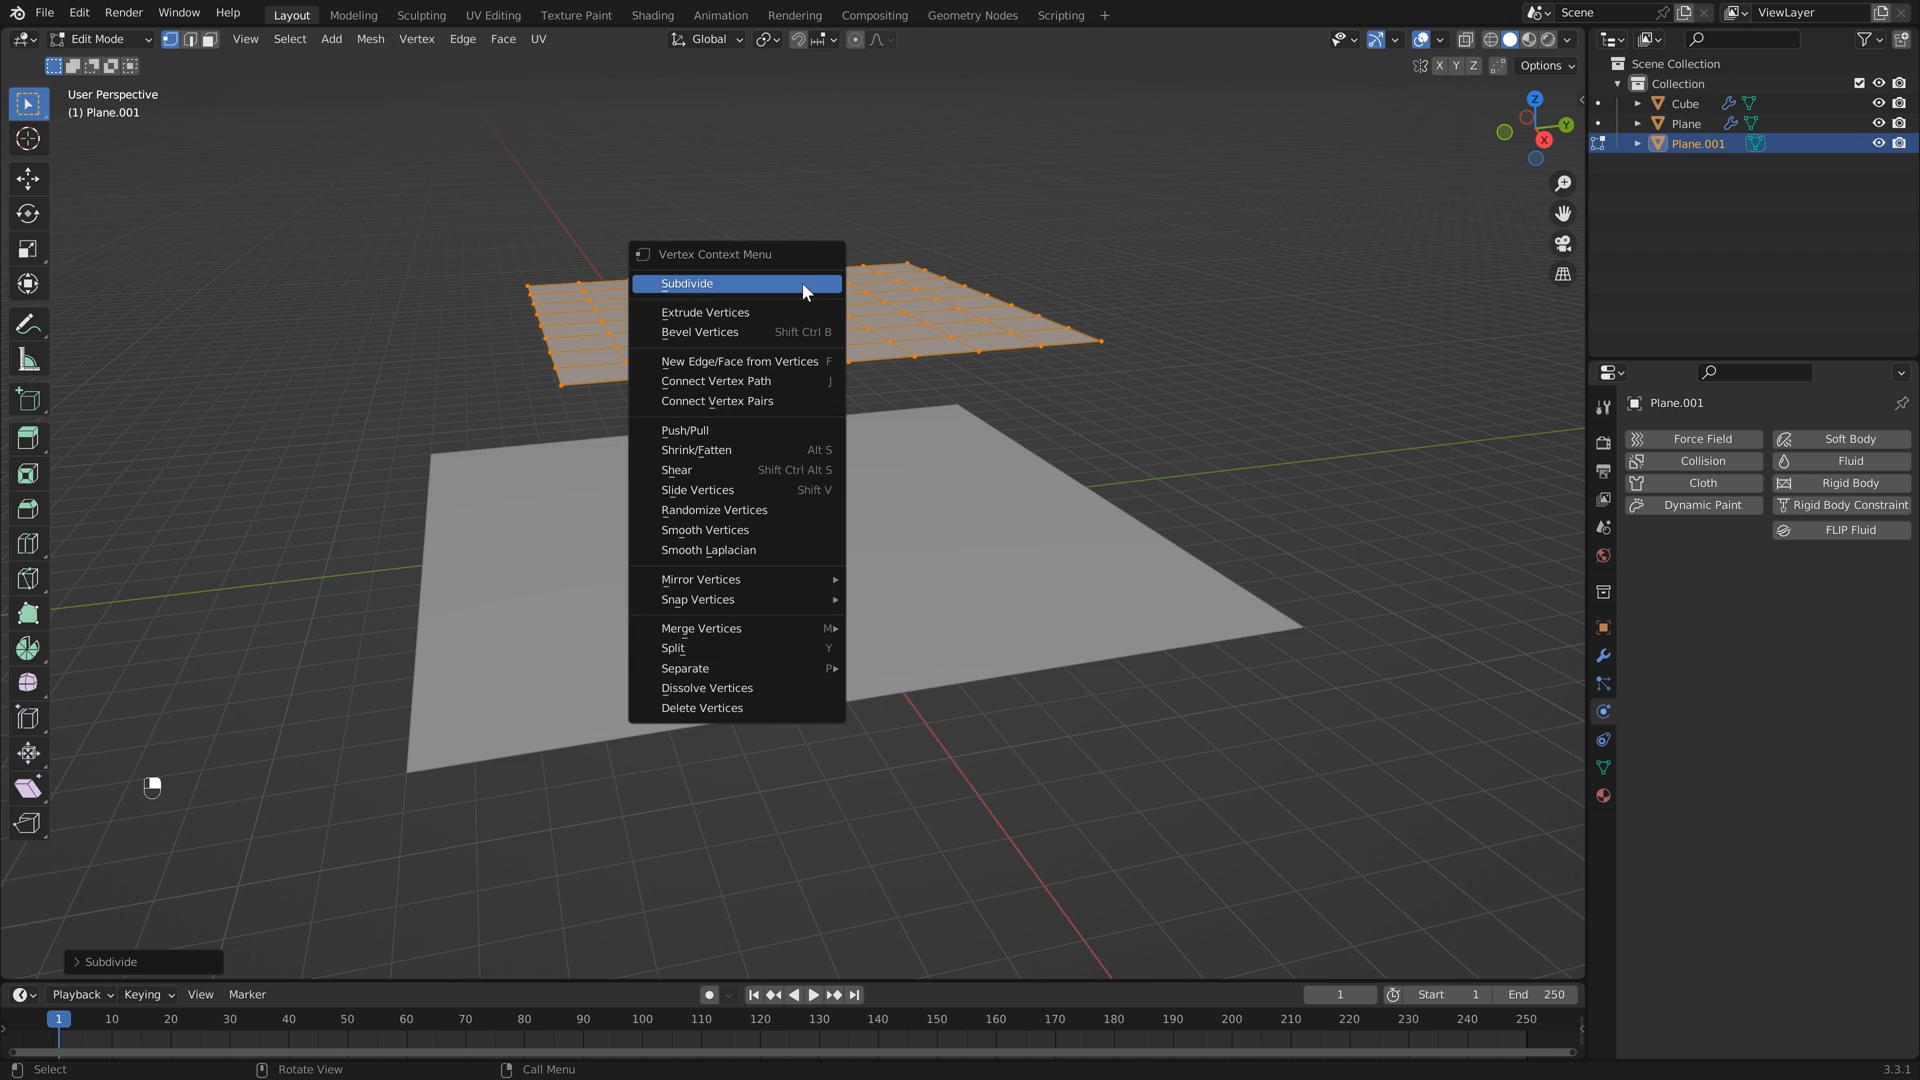 File Edit Render Window Help Layout Modeling Sculpting UV Editing Texture Paint Shading Animation Rendering Compositing Geometry Nodes Scripting + Scene ViewLayer
Edit Mode View Select Add Mesh Vertex Edge Face UV Global
X Y Z Options
User Perspective
(1) Plane.001
Z
Y
X
Scene Collection
Collection
Cube
Plane
Plane.001
Vertex Context Menu
Subdivide
Extrude Vertices
Bevel Vertices Shift Ctrl B
New Edge/Face from Vertices F
Connect Vertex Path J
Connect Vertex Pairs
Push/Pull
Shrink/Fatten Alt S
Shear Shift Ctrl Alt S
Slide Vertices Shift V
Randomize Vertices
Smooth Vertices
Smooth Laplacian
Mirror Vertices
Snap Vertices
Merge Vertices M
Split Y
Separate P
Dissolve Vertices
Delete Vertices
Plane.001
Force Field Soft Body
Collision Fluid
Cloth Rigid Body
Dynamic Paint Rigid Body Constraint
FLIP Fluid
> Subdivide
Playback Keying View Marker 1 Start 1 End 250
1 10 20 30 40 50 60 70 80 90 100 110 120 130 140 150 160 170 180 190 200 210 220 230 240 250
Select Rotate View Call Menu 3.3.1